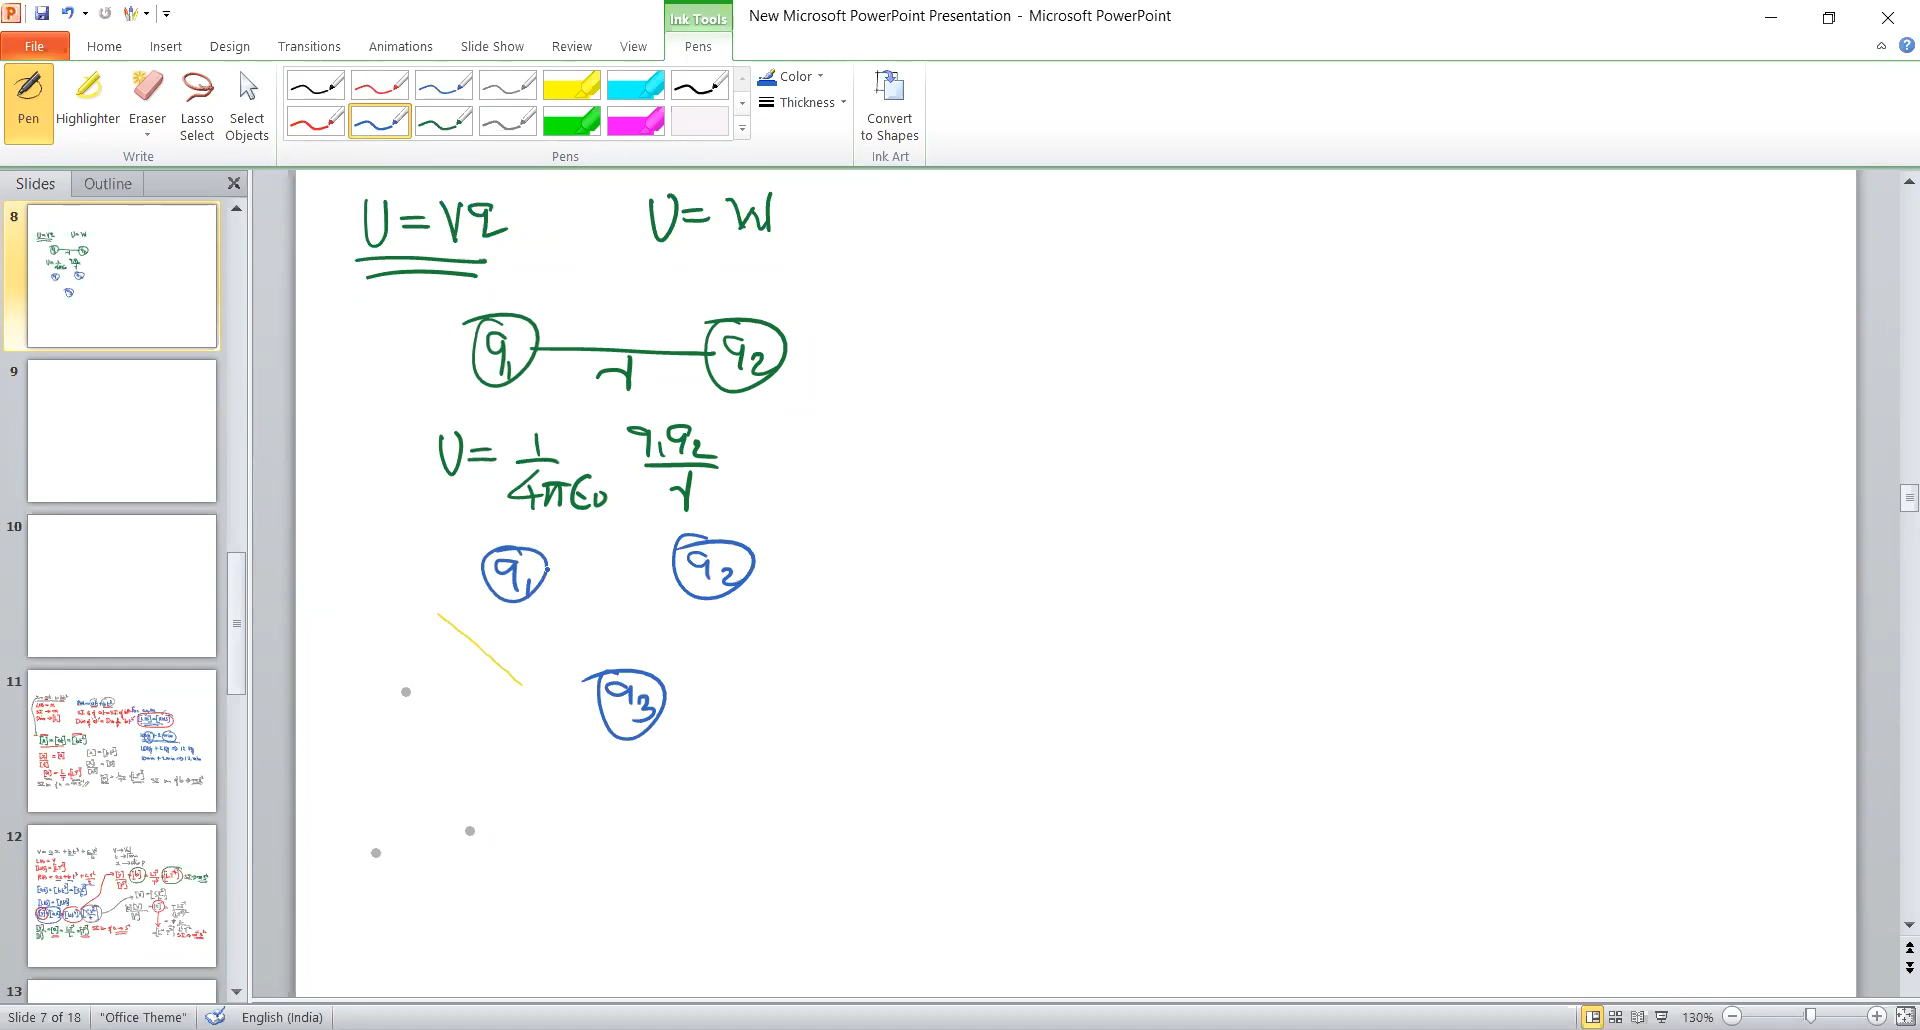 New Microsoft PowerPoint Presentation - Microsoft PowerPoint
Ink Tools
File Home Insert Design Transitions Animations Slide Show Review View Pens
Pen Highlighter Eraser Lasso Select Select Objects
Color
Thickness
Convert to Shapes
Write Pens Ink Art
Slides Outline
8
9
10
11
12
13
U = Vq U = W
q1 r q2
U = 1/4πε0 q1q2/r
q1 q2
q3
Slide 7 of 18 "Office Theme" English (India) 130%